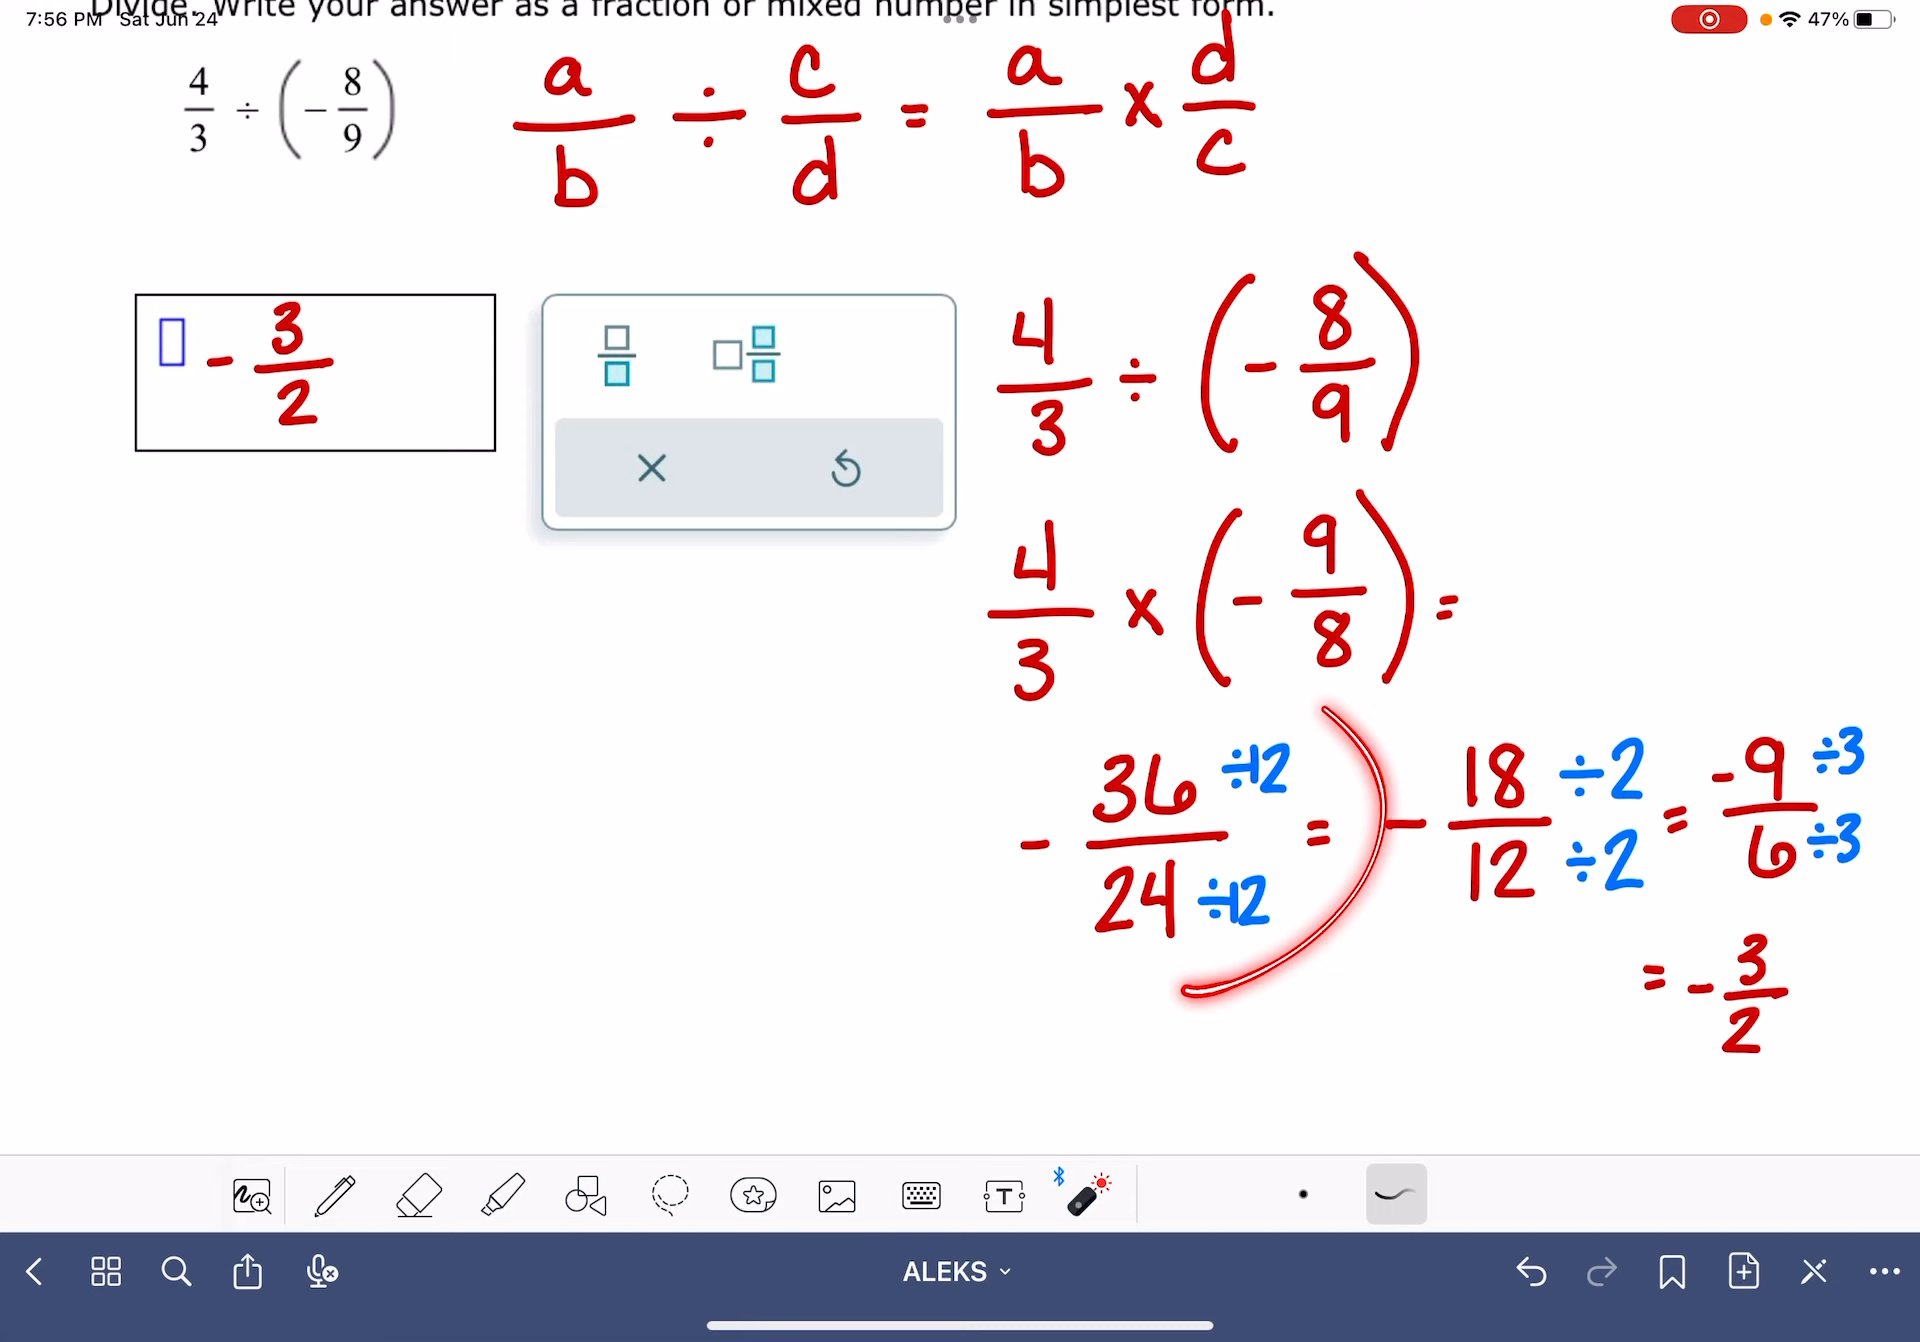 Divide. Write your answer as a fraction or mixed number in simplest form.
7:56 PM Sat Jun 24
47%
4/3 ÷ (-8/9)
a/b ÷ c/d = a/b × d/c
- 3/2
4/3 ÷ (-8/9)
4/3 × (-9/8) =
- 36/24 ÷12 ÷12 = - 18/12 ÷2 ÷2 = -9/6 ÷3 ÷3
= - 3/2
T
ALEKS